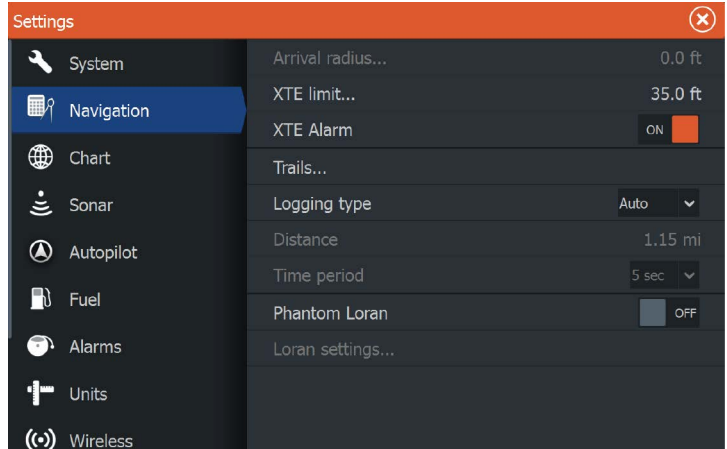 Settings
System
Navigation
Chart
Sonar
Autopilot
Fuel
Alarms
Units
Wireless
Arrival radius... 0.0 ft
XTE limit... 35.0 ft
XTE Alarm ON
Trails...
Logging type Auto
Distance 1.15 mi
Time period 5 sec
Phantom Loran OFF
Loran settings...